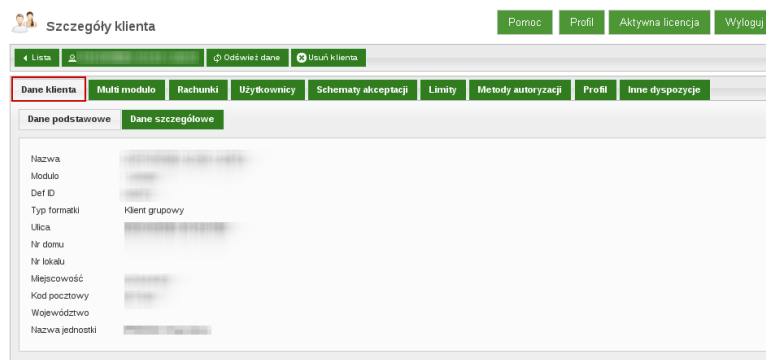 Szczegóły klienta
Pomoc Profil Aktywna licencja Wyloguj
Lista Odśwież dane Usuń klienta
Dane klienta Multi modulo Rachunki Użytkownicy Schematy akceptacji Limity Metody autoryzacji Profil Inne dyspozycje
Dane podstawowe Dane szczegółowe
Nazwa
Modulo
Def ID
Typ formatki Klient grupowy
Ulica
Nr domu
Nr lokalu
Miejscowość
Kod pocztowy
Województwo
Nazwa jednostki